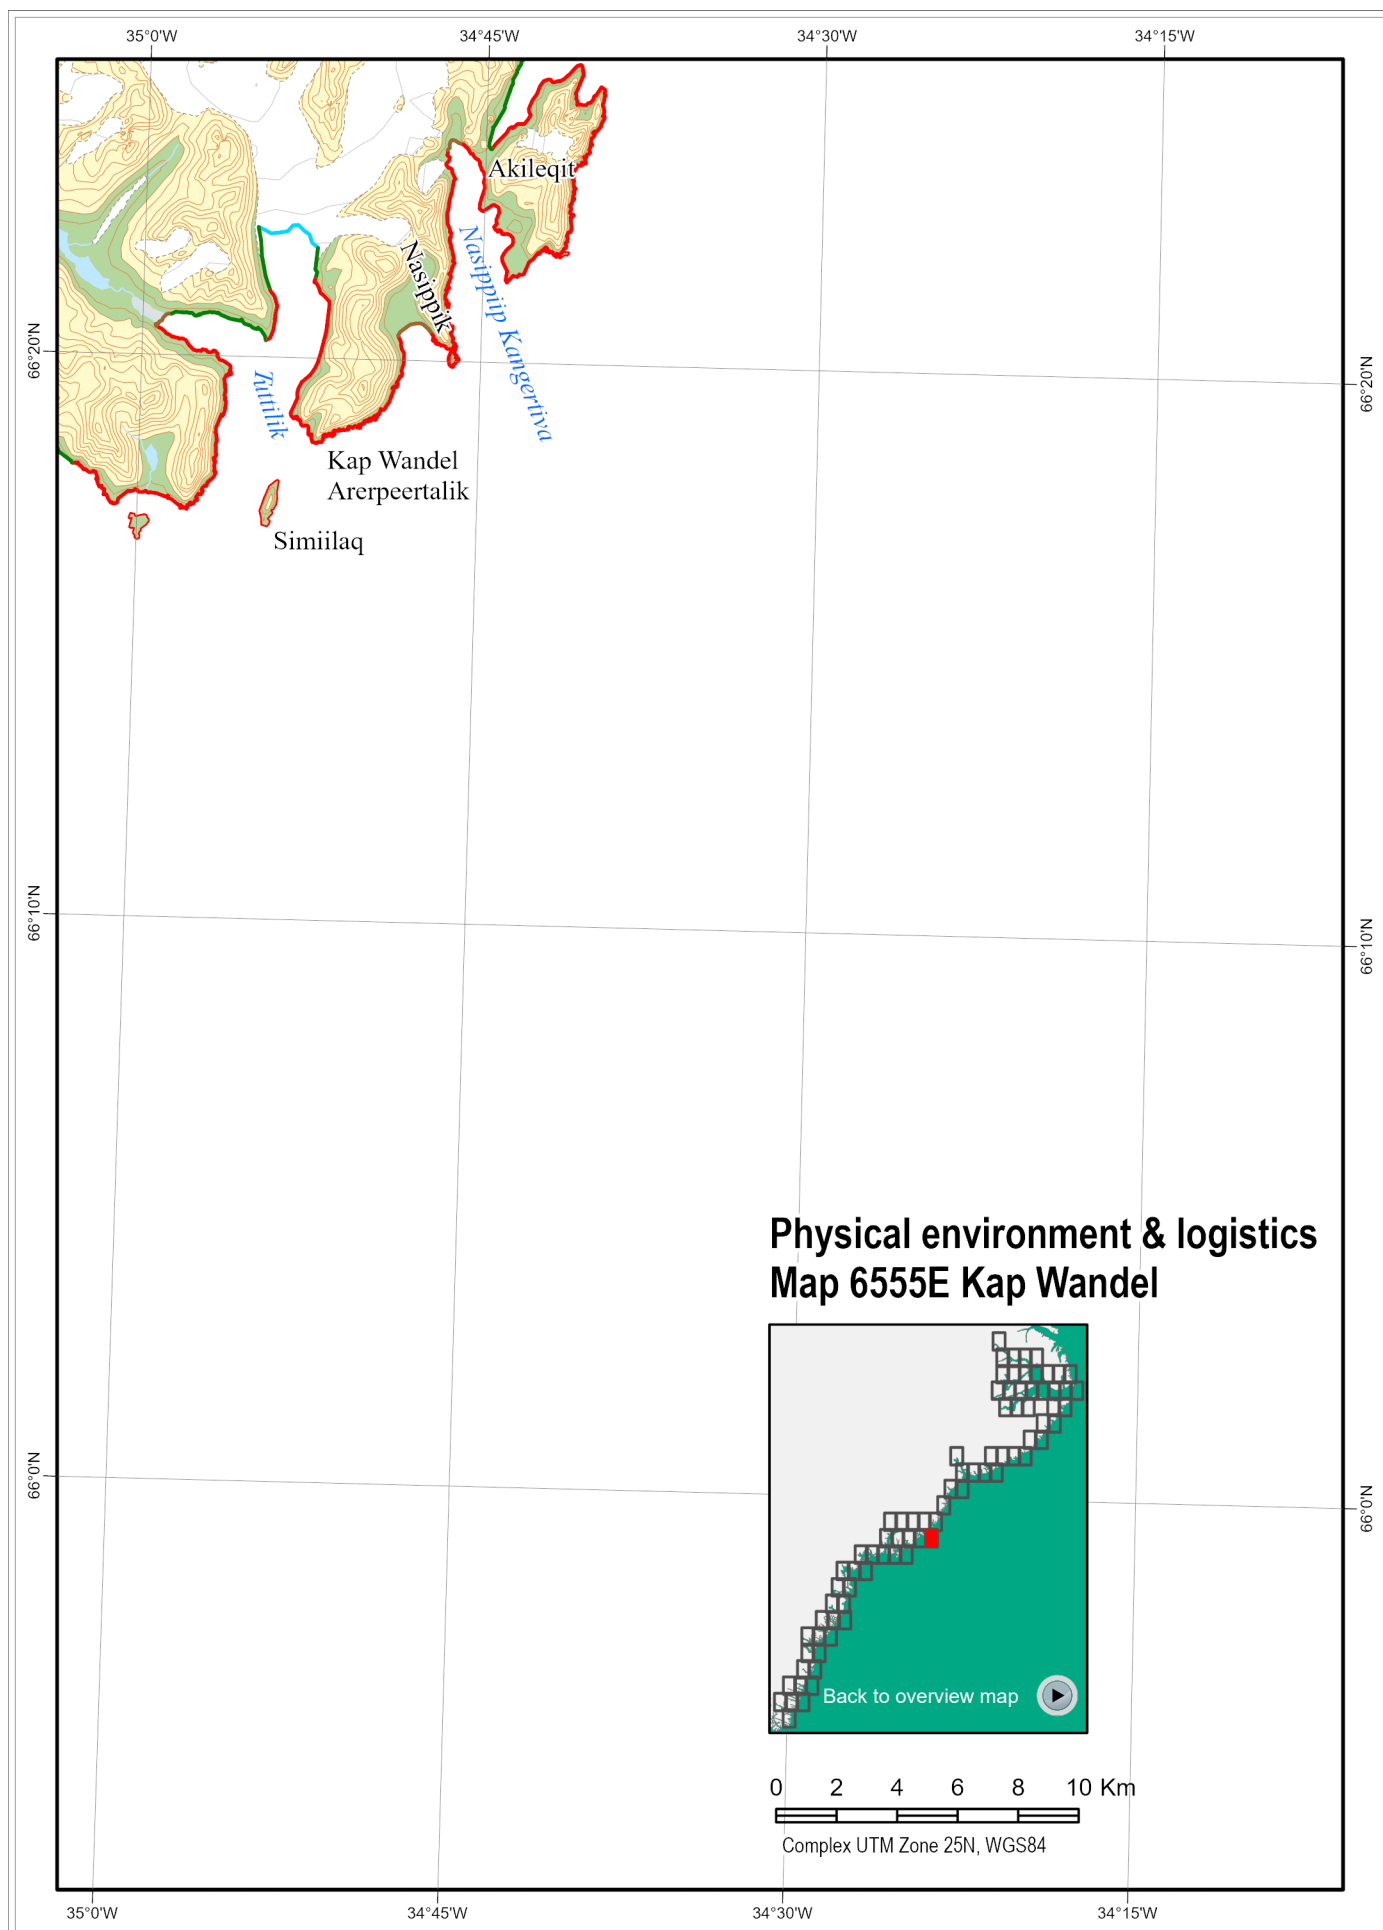 35°0'W
34°45'W
34°30'W
34°15'W
Akileqit
Nasippik
Nasippiip Kangertiva
66°20'N
66°20'N
Tuttilik
Kap Wandel
Arerpeertalik
Simiilaq
66°10'N
66°10'N
Physical environment & logistics
Map 6555E Kap Wandel
66°0'N
66°0'N
Back to overview map
0 2 4 6 8 10 Km
Complex UTM Zone 25N, WGS84
35°0'W
34°45'W
34°30'W
34°15'W